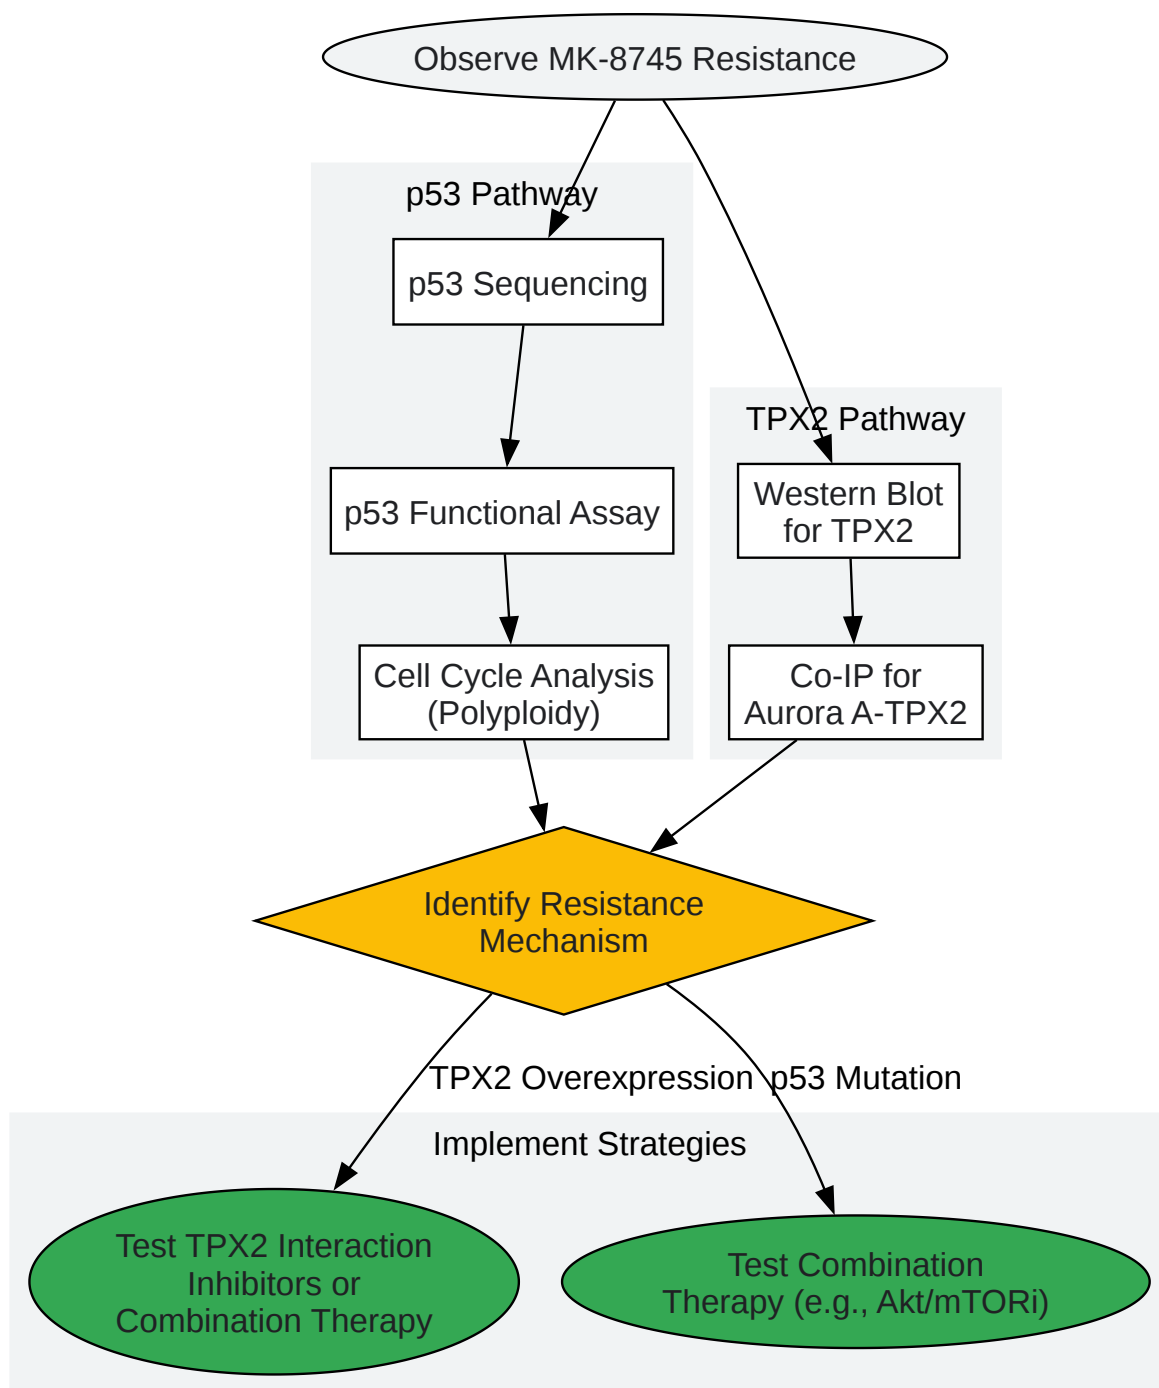 Observe MK-8745 Resistance
p53 Pathway
p53 Sequencing
p53 Functional Assay
Cell Cycle Analysis
(Polyploidy)
TPX2 Pathway
Western Blot
for TPX2
Co-IP for
Aurora A-TPX2
Identify Resistance
Mechanism
TPX2 Overexpression
p53 Mutation
Implement Strategies
Test TPX2 Interaction
Inhibitors or
Combination Therapy
Test Combination
Therapy (e.g., Akt/mTORi)